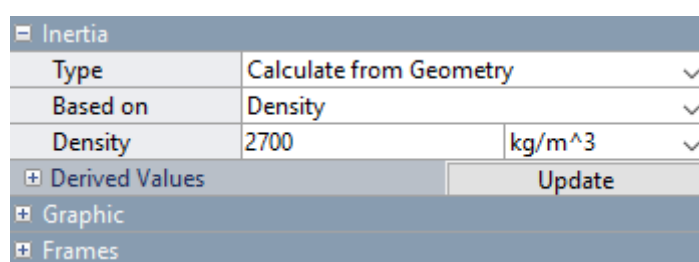 Inertia
Type Calculate from Geometry
Based on Density
Density 2700 kg/m^3
Derived Values Update
Graphic
Frames